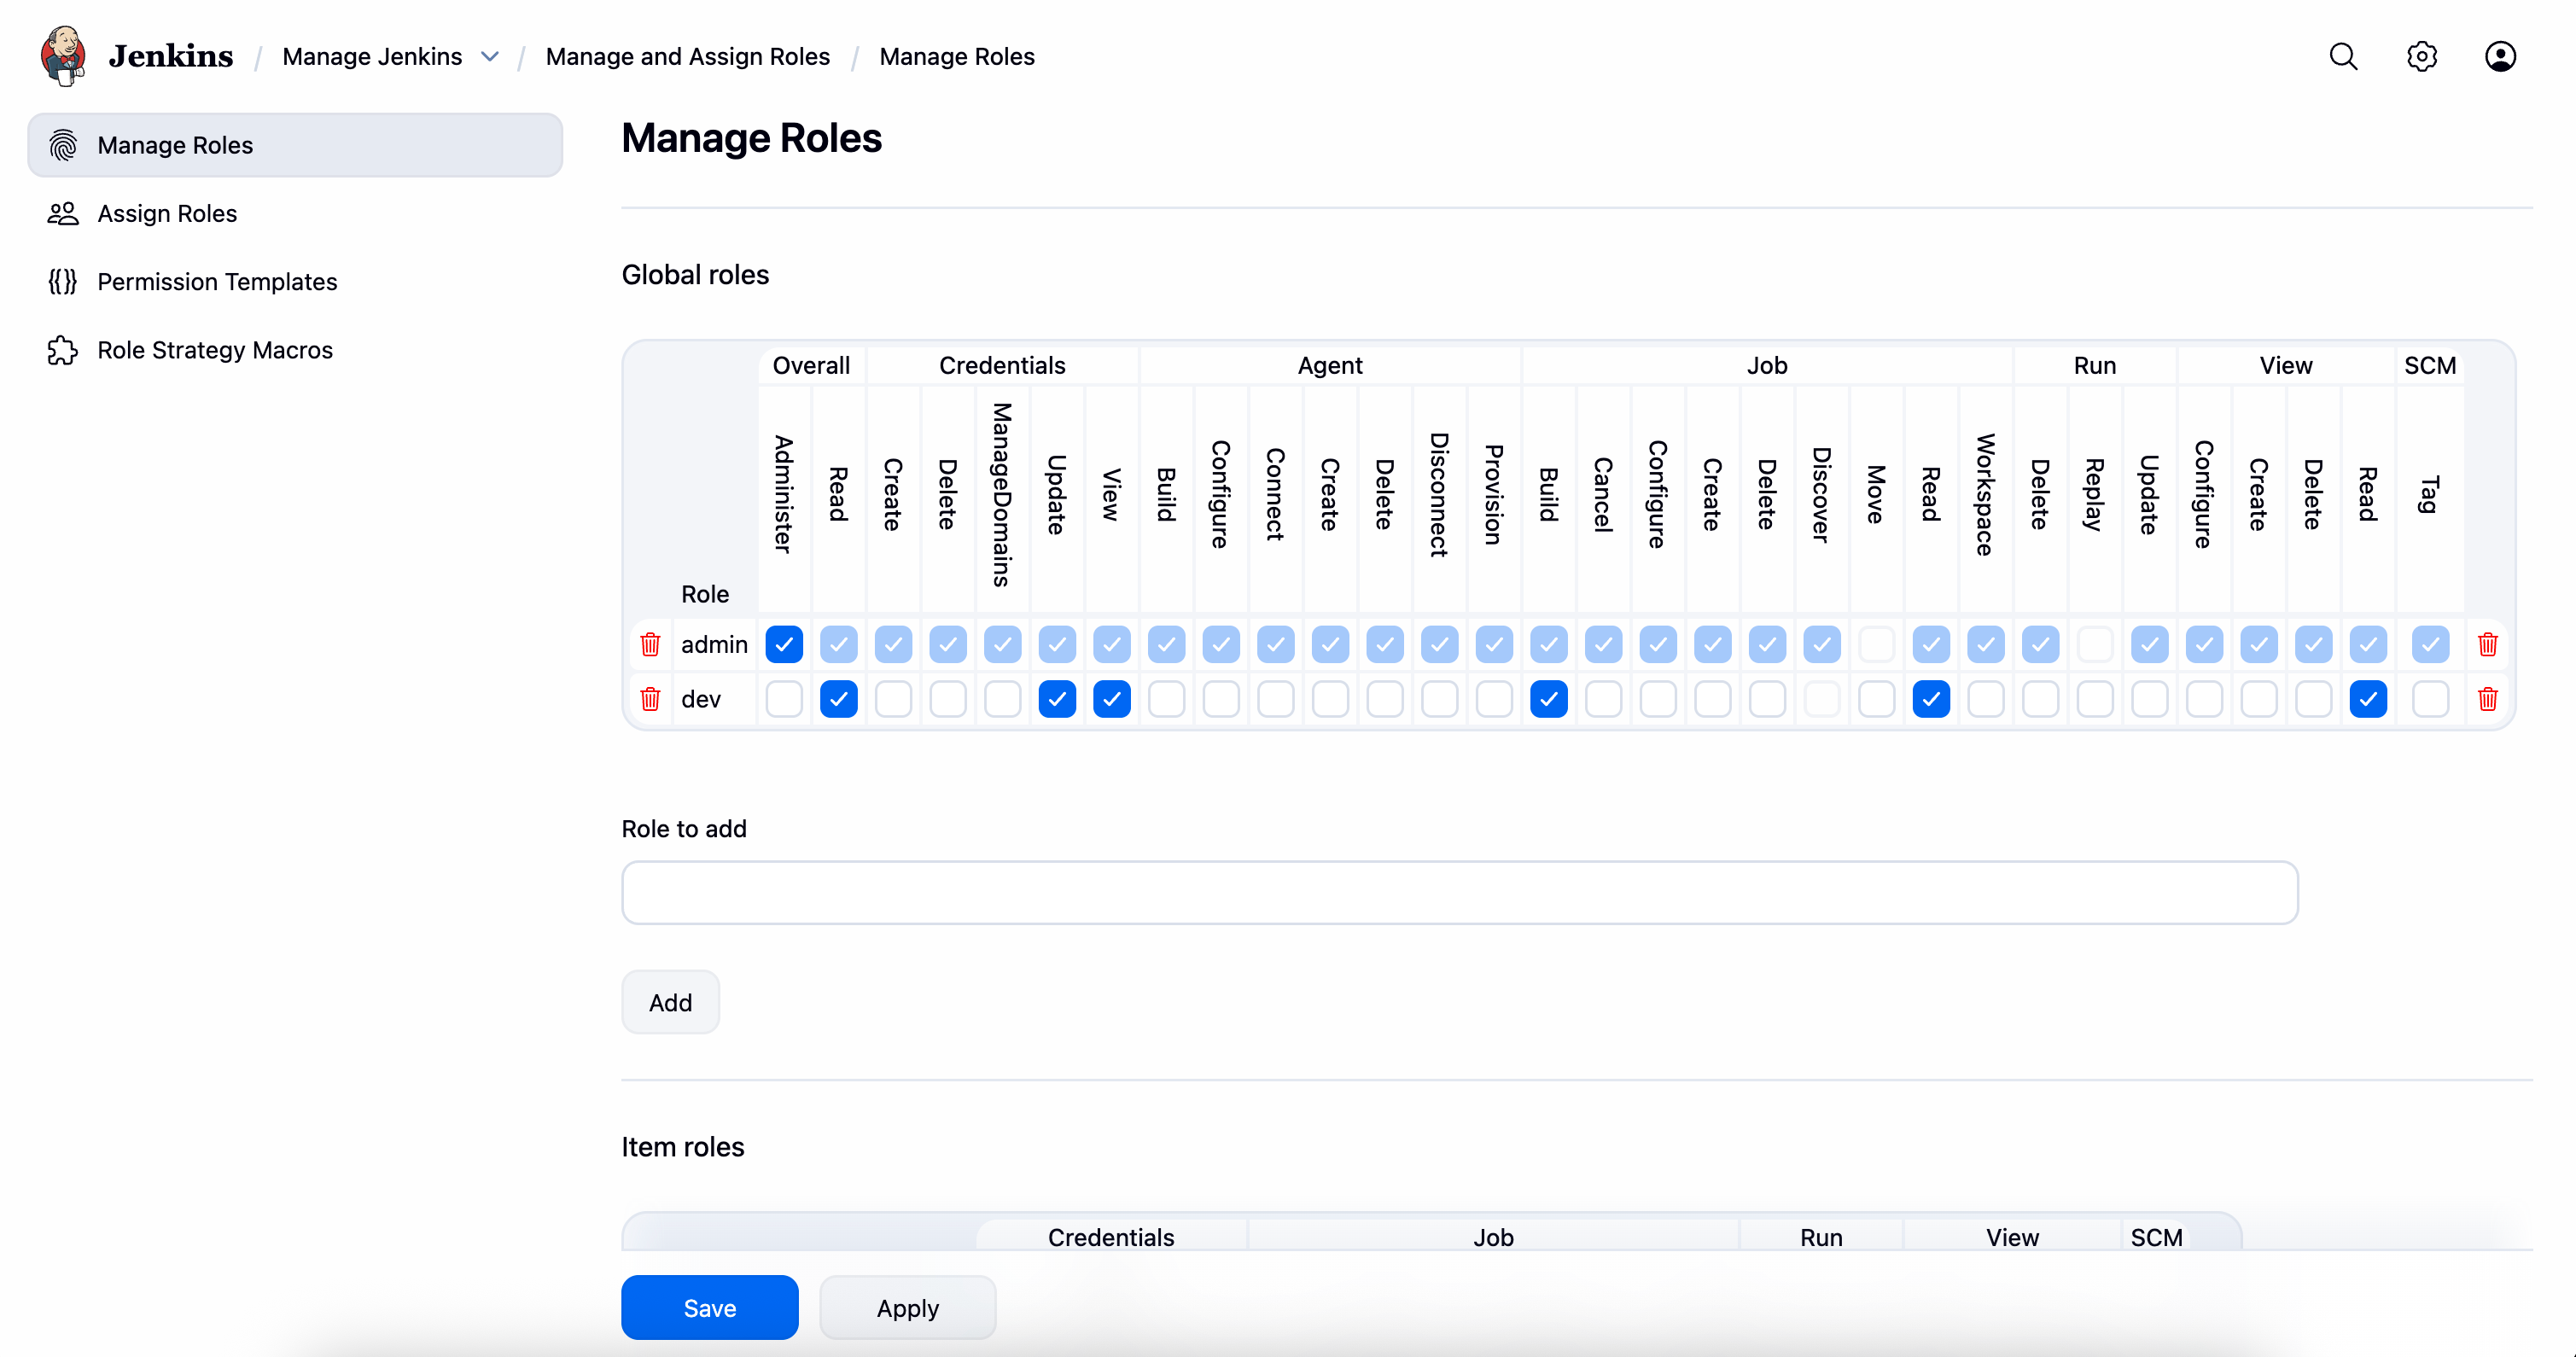 Jenkins / Manage Jenkins / Manage and Assign Roles / Manage Roles
Manage Roles
Assign Roles
Permission Templates
Role Strategy Macros
Manage Roles
Global roles
Overall Credentials Agent Job Run View SCM
Role Administer Read Create Delete ManageDomains Update View Build Configure Connect Create Delete Disconnect Provision Build Cancel Configure Create Delete Discover Move Read Workspace Delete Replay Update Configure Create Delete Read Tag
admin
dev
Role to add
Add
Item roles
Credentials Job Run View SCM
Save Apply